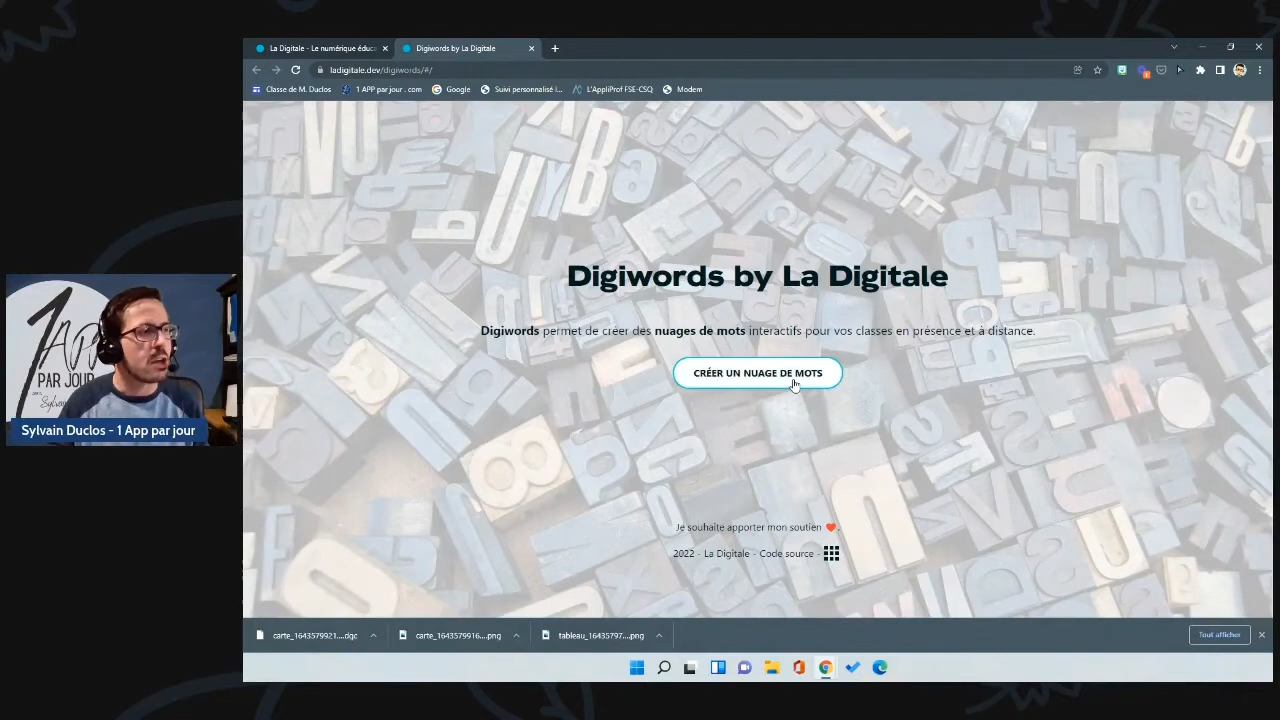 La Digitale - Le numérique éduc
Digiwords by La Digitale
ladigitale.dev/digiwords/#/
Classe de M. Duclos
1 APP par jour . com
Google
Suivi personnalisé i...
L'AppliProf FSE-CSQ
Modem
Digiwords by La Digitale
Digiwords permet de créer des nuages de mots interactifs pour vos classes en présence et à distance.
CRÉER UN NUAGE DE MOTS
1APP
PAR JOUR
Sylvain Duclos - 1 App par jour
Je souhaite apporter mon soutien ❤️.
2022 - La Digitale - Code source -
carte_1643579921....dqc
carte_1643579916....png
tableau_16435797....png
Tout afficher